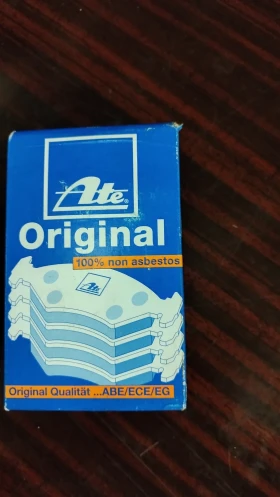 Ate
Original
100% non asbestos
Ate
Original Qualität ...ABE/ECE/EG